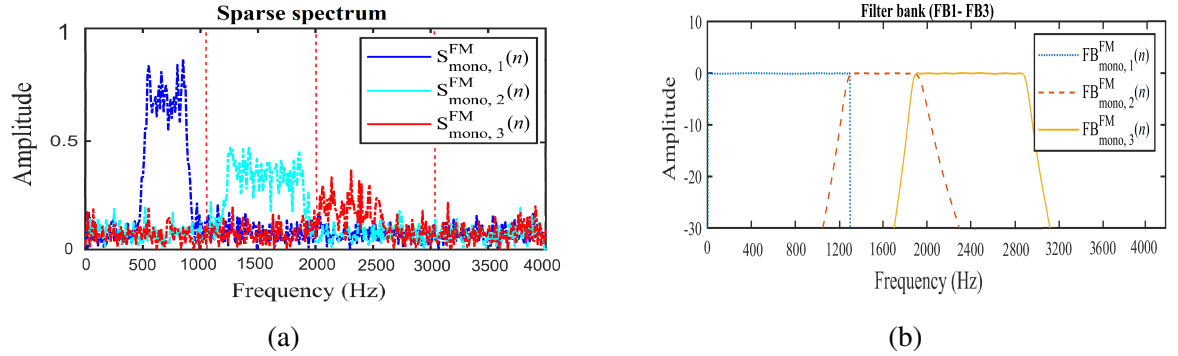 Sparse spectrum
Amplitude
1
0.5
0
S^FM_mono, 1(n)
S^FM_mono, 2(n)
S^FM_mono, 3(n)
0 500 1000 1500 2000 2500 3000 3500 4000
Frequency (Hz)
(a)
Filter bank (FB1- FB3)
Amplitude
10
0
-10
-20
-30
FB^FM_mono, 1(n)
FB^FM_mono, 2(n)
FB^FM_mono, 3(n)
0 400 800 1200 1600 2000 2400 2800 3200 3600 4000
Frequency (Hz)
(b)